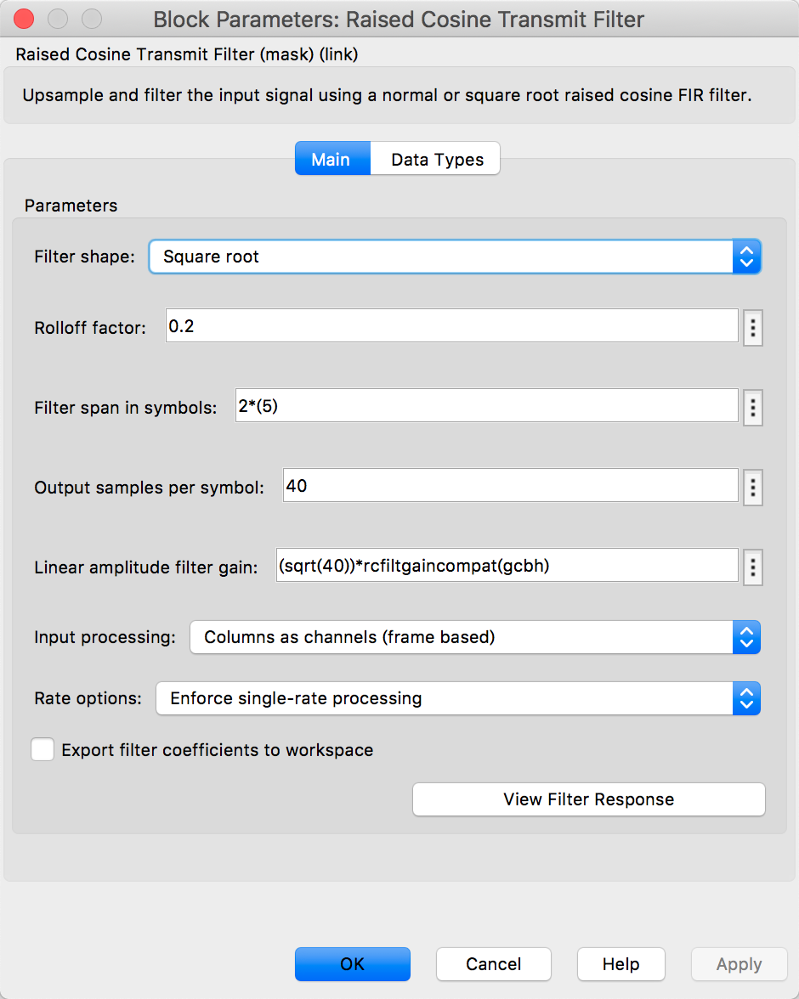 Block Parameters: Raised Cosine Transmit Filter
Raised Cosine Transmit Filter (mask) (link)
Upsample and filter the input signal using a normal or square root raised cosine FIR filter.
Main Data Types
Parameters
Filter shape: Square root
Rolloff factor: 0.2
Filter span in symbols: 2*(5)
Output samples per symbol: 40
Linear amplitude filter gain: (sqrt(40))*rcfiltgaincompat(gcbh)
Input processing: Columns as channels (frame based)
Rate options: Enforce single-rate processing
Export filter coefficients to workspace
View Filter Response
OK Cancel Help Apply